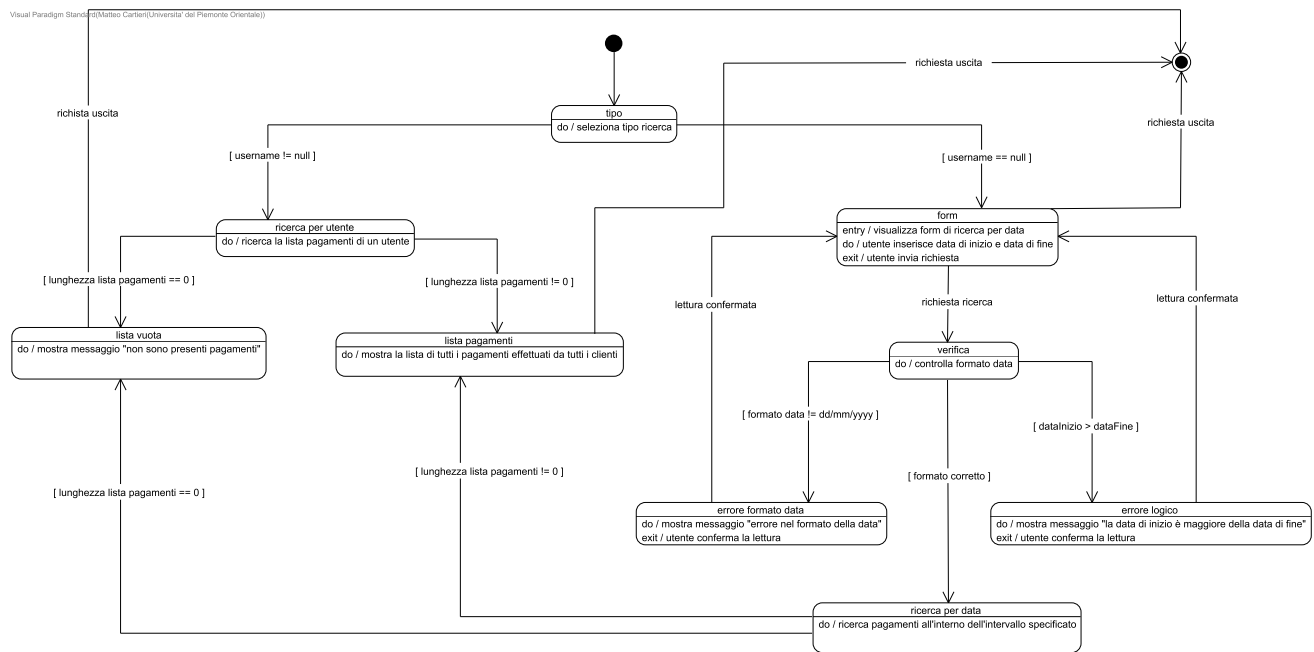 Visual Paradigm Standard(Matteo Cartieri(Universita' del Piemonte Orientale))
richiesta uscita
richista uscita
tipo
do / seleziona tipo ricerca
richiesta uscita
[ username != null ]
[ username == null ]
ricerca per utente
do / ricerca la lista pagamenti di un utente
form
entry / visualizza form di ricerca per data
do / utente inserisce data di inizio e data di fine
exit / utente invia richiesta
[ lunghezza lista pagamenti == 0 ]
[ lunghezza lista pagamenti != 0 ]
lettura confermata
richiesta ricerca
lettura confermata
lista vuota
do / mostra messaggio "non sono presenti pagamenti"
lista pagamenti
do / mostra la lista di tutti i pagamenti effettuati da tutti i clienti
verifica
do / controlla formato data
[ formato data != dd/mm/yyyy ]
[ dataInizio > dataFine ]
[ lunghezza lista pagamenti != 0 ]
[ formato corretto ]
[ lunghezza lista pagamenti == 0 ]
errore formato data
do / mostra messaggio "errore nel formato della data"
exit / utente conferma la lettura
errore logico
do / mostra messaggio "la data di inizio è maggiore della data di fine"
exit / utente conferma la lettura
ricerca per data
do / ricerca pagamenti all'interno dell'intervallo specificato